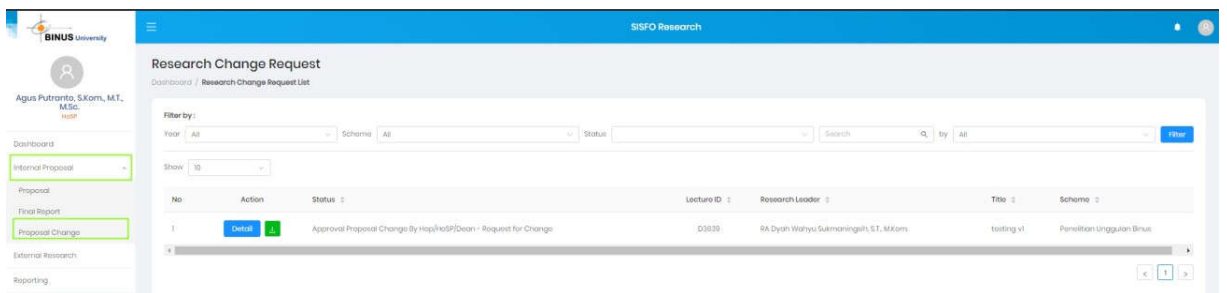 BINUS University
SISFO Research
Agus Putranto, S.Kom., M.T., M.Sc.
HoSP
Dashboard
Internal Proposal
Proposal
Final Report
Proposal Change
External Research
Reporting
Research Change Request
Dashboard / Research Change Request List
Filter by :
Year All Scheme All Status Search by All Filter
Show 10
No Action Status Lecture ID Research Leader Title Scheme
1 Detail Approval Proposal Change By Hop/HoSP/Dean - Request for Change D3039 RA Dyah Wahyu Sukmaningsih, S.T., M.Kom. testing v1 Penelitian Unggulan Binus
< 1 >